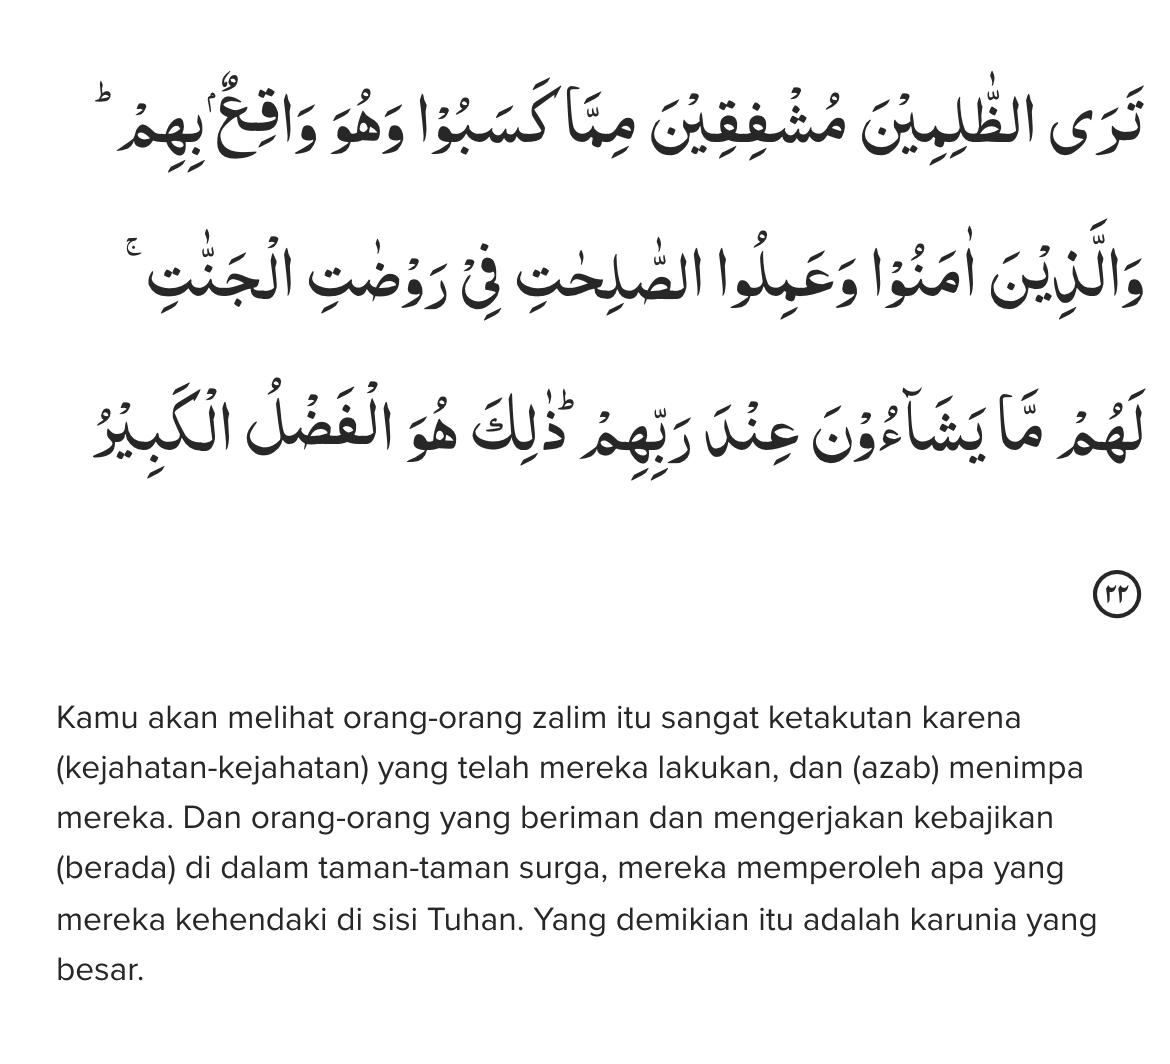 تَرَى الظّٰلِمِيْنَ مُشْفِقِيْنَ مِمَّا كَسَبُوْا وَهُوَ وَاقِعٌۢ بِهِمْ ۗ
وَالَّذِيْنَ اٰمَنُوْا وَعَمِلُوا الصّٰلِحٰتِ فِيْ رَوْضٰتِ الْجَنّٰتِۚ
لَهُمْ مَّا يَشَاۤءُوْنَ عِنْدَ رَبِّهِمْ ۗذٰلِكَ هُوَ الْفَضْلُ الْكَبِيْرُ
٢٢
Kamu akan melihat orang-orang zalim itu sangat ketakutan karena
(kejahatan-kejahatan) yang telah mereka lakukan, dan (azab) menimpa
mereka. Dan orang-orang yang beriman dan mengerjakan kebajikan
(berada) di dalam taman-taman surga, mereka memperoleh apa yang
mereka kehendaki di sisi Tuhan. Yang demikian itu adalah karunia yang
besar.